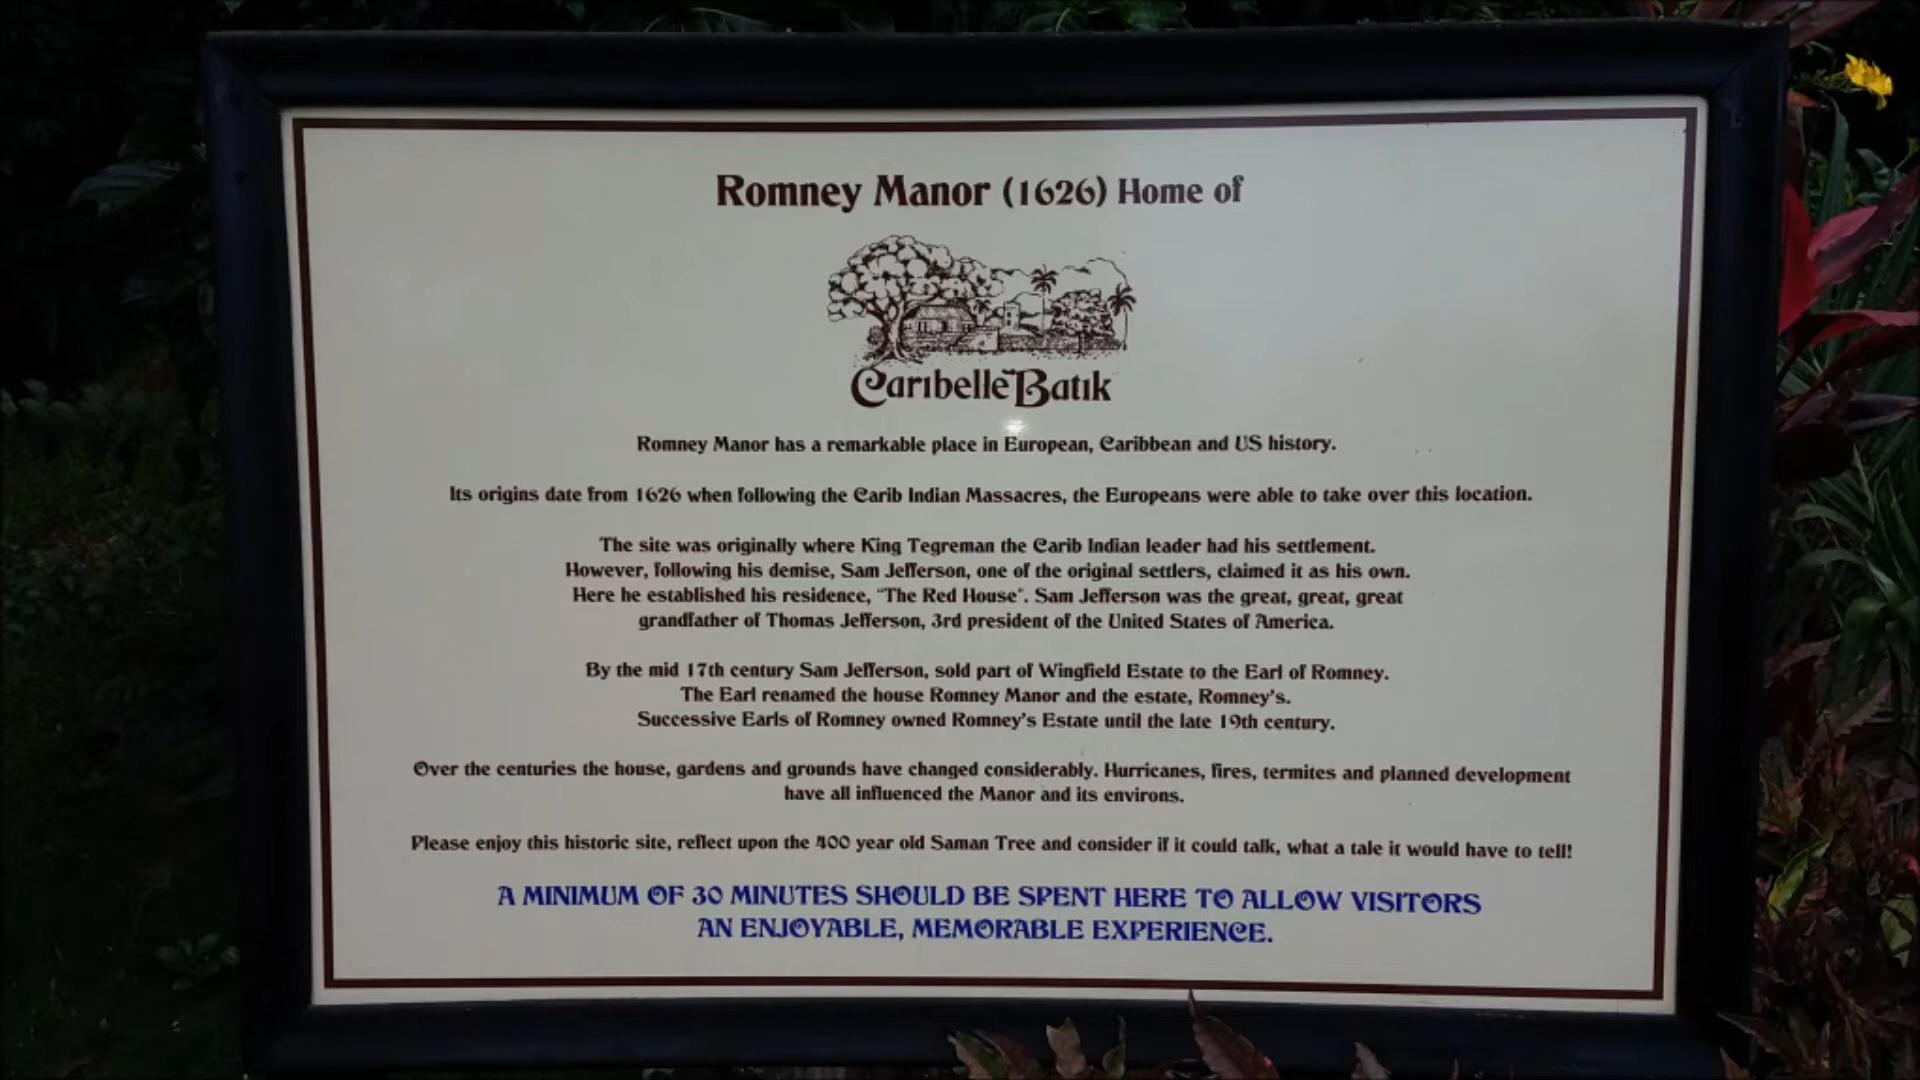 Romney Manor (1626) Home of
Caribelle Batik
Romney Manor has a remarkable place in European, Caribbean and US history.
Its origins date from 1626 when following the Carib Indian Massacres, the Europeans were able to take over this location.
The site was originally where King Tegreman the Carib Indian leader had his settlement.
However, following his demise, Sam Jefferson, one of the original settlers, claimed it as his own.
Here he established his residence, "The Red House". Sam Jefferson was the great, great, great
grandfather of Thomas Jefferson, 3rd president of the United States of America.
By the mid 17th century Sam Jefferson, sold part of Wingfield Estate to the Earl of Romney.
The Earl renamed the house Romney Manor and the estate, Romney's.
Successive Earls of Romney owned Romney's Estate until the late 19th century.
Over the centuries the house, gardens and grounds have changed considerably. Hurricanes, fires, termites and planned development
have all influenced the Manor and its environs.
Please enjoy this historic site, reflect upon the 400 year old Saman Tree and consider if it could talk, what a tale it would have to tell!
A MINIMUM OF 30 MINUTES SHOULD BE SPENT HERE TO ALLOW VISITORS
AN ENJOYABLE, MEMORABLE EXPERIENCE.